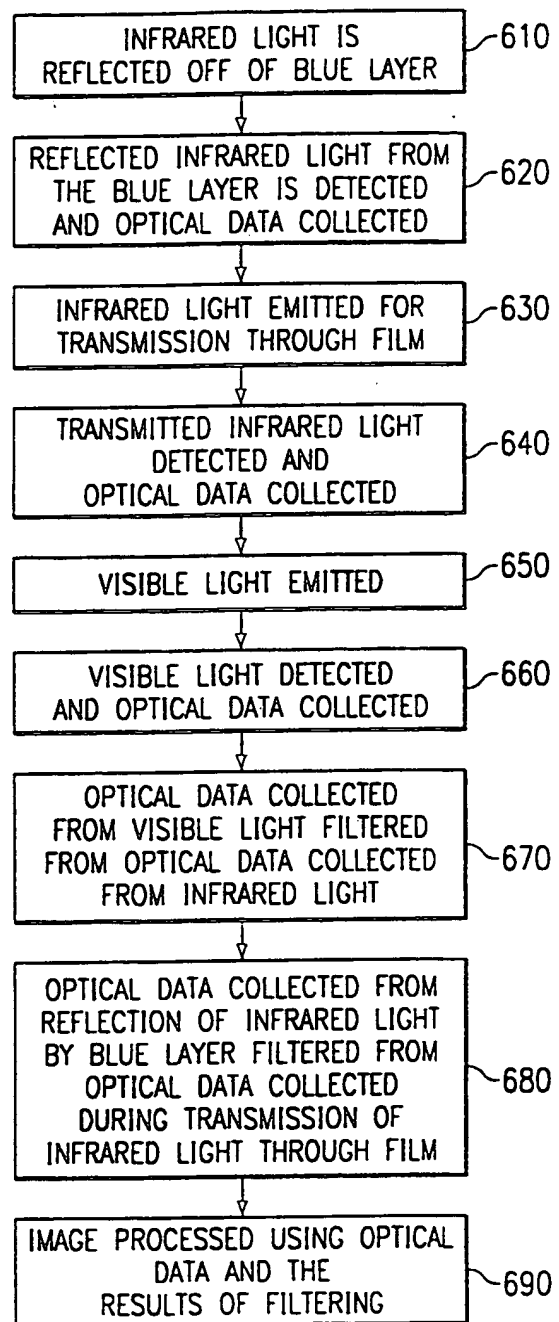 INFRARED LIGHT IS
REFLECTED OFF OF BLUE LAYER
610
REFLECTED INFRARED LIGHT FROM
THE BLUE LAYER IS DETECTED
AND OPTICAL DATA COLLECTED
620
INFRARED LIGHT EMITTED FOR
TRANSMISSION THROUGH FILM
630
TRANSMITTED INFRARED LIGHT
DETECTED AND
OPTICAL DATA COLLECTED
640
VISIBLE LIGHT EMITTED
650
VISIBLE LIGHT DETECTED
AND OPTICAL DATA COLLECTED
660
OPTICAL DATA COLLECTED
FROM VISIBLE LIGHT FILTERED
FROM OPTICAL DATA COLLECTED
FROM INFRARED LIGHT
670
OPTICAL DATA COLLECTED FROM
REFLECTION OF INFRARED LIGHT
BY BLUE LAYER FILTERED FROM
OPTICAL DATA COLLECTED
DURING TRANSMISSION OF
INFRARED LIGHT THROUGH FILM
680
IMAGE PROCESSED USING OPTICAL
DATA AND THE
RESULTS OF FILTERING
690